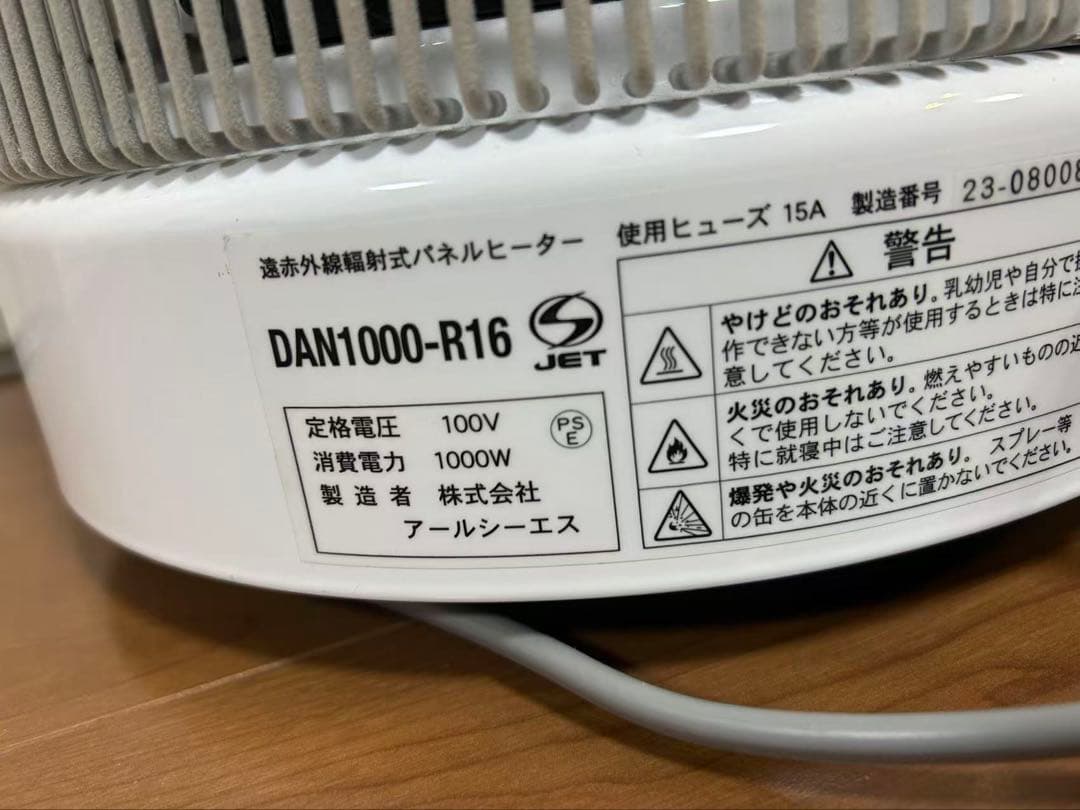 遠赤外線輻射式パネルヒーター
使用ヒューズ 15A 製造番号 23-08008
DAN1000-R16
JET
定格電圧 100V
消費電力 1000W
製造者 株式会社
アールシーエス
PS
E
警告
やけどのおそれあり。乳幼児や自分で操
作できない方等が使用するときは特に注
意してください。
火災のおそれあり。燃えやすいものの近
くで使用しないでください。
特に就寝中はご注意してください。
爆発や火災のおそれあり。 スプレー等
の缶を本体の近くに置かないでください。